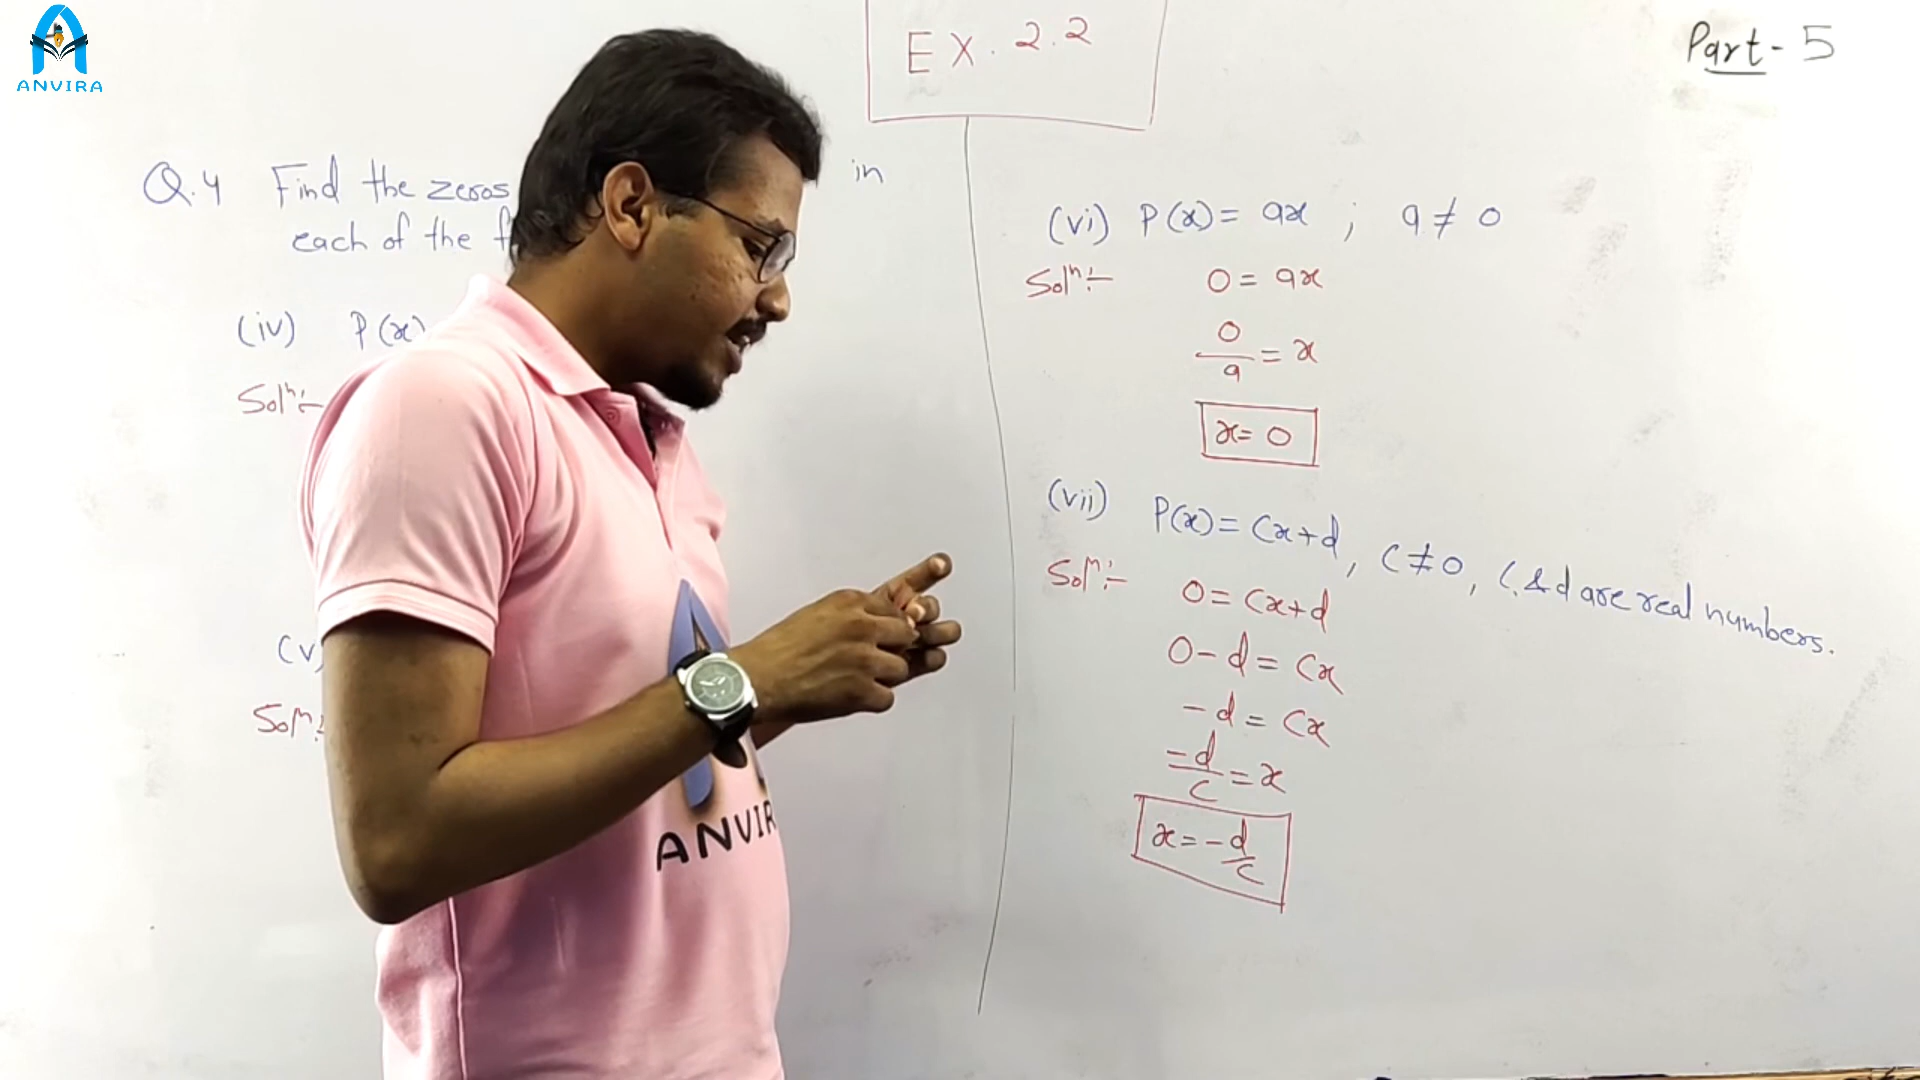 ANVIRA
EX. 2.2
Part - 5
Q.4 Find the zeros in
each of the
(iv) P(x)
Solⁿ:-
(v)
Solⁿ:
(vi) P(x) = ax ; a ≠ 0
Solⁿ:-
0 = ax
0/a = x
x = 0
(vii) P(x) = Cx+d, C ≠ 0, C & d are real numbers.
Solⁿ:-
0 = Cx+d
0 - d = Cx
- d = Cx
-d/C = x
x = -d/C
ANVIRA